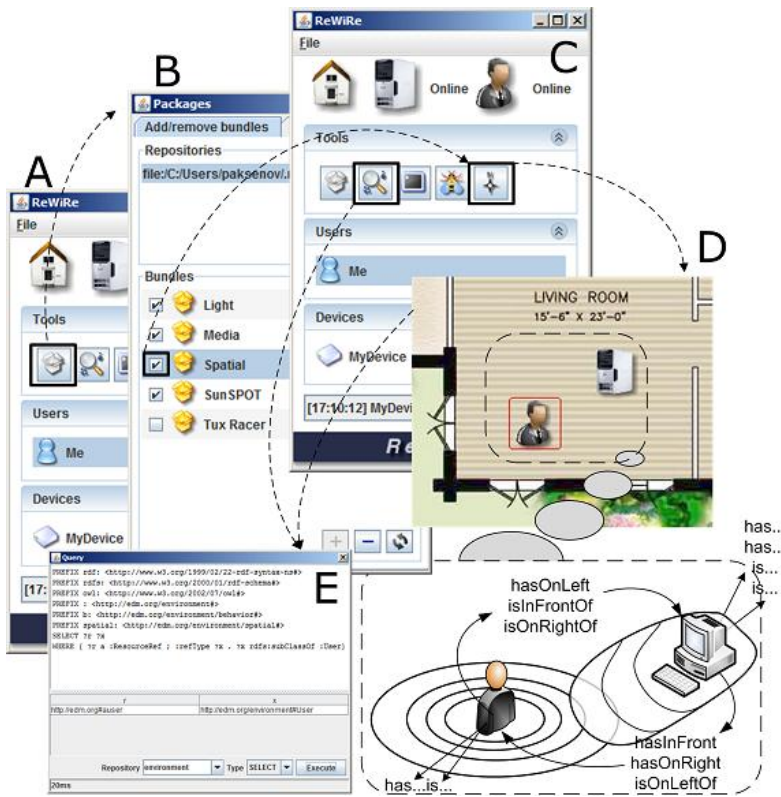 A
ReWiRe
File
Tools
Users
Me
Devices
MyDevice
[17:
B
Packages
Add/remove bundles
Repositories
file:/C:/Users/paksenov/.
Bundles
Light
Media
Spatial
SunSPOT
Tux Racer
C
ReWiRe
File
Online
Online
Tools
Users
Me
Devices
MyDevice
[17:10:12] MyDevi
Re
D
LIVING ROOM
15'-6" X 23'-0"
E
Query
PREFIX rdf: <http://www.w3.org/1999/02/22-rdf-syntax-ns#>
PREFIX rdfs: <http://www.w3.org/2000/01/rdf-schema#>
PREFIX owl: <http://www.w3.org/2002/07/owl#>
PREFIX : <http://edm.org/environment#>
PREFIX b: <http://edm.org/environment/behavior#>
PREFIX spatial: <http://edm.org/environment/spatial#>
SELECT ?r ?x
WHERE { ?r a :ResourceRef ; :refType ?x . ?x rdfs:subClassOf :User}
r x
http://edm.org#auser http://edm.org/environment#User
Repository environment Type SELECT Execute
20ms
has...
has...
is...
is...
hasOnLeft
isInFrontOf
isOnRightOf
hasInFront
hasOnRight
isOnLeftOf
has...is...